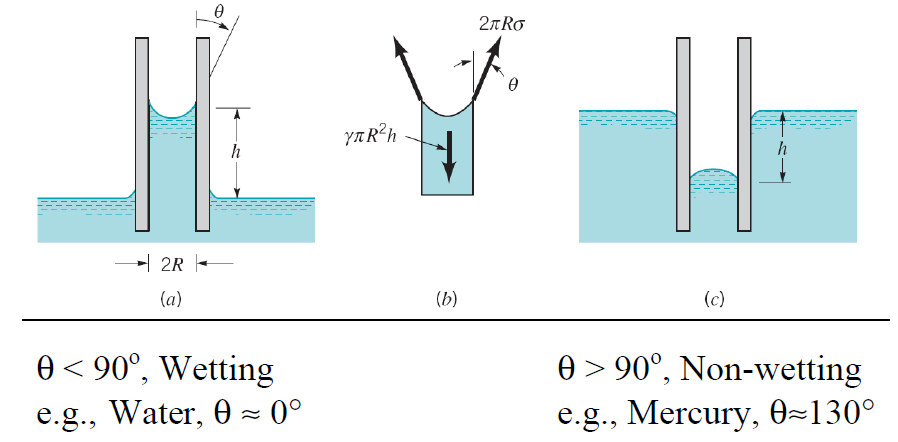 θ
h
2R
(a)
2πRσ
θ
γπR²h
(b)
h
(c)
θ < 90°, Wetting
e.g., Water, θ ≈ 0°
θ > 90°, Non-wetting
e.g., Mercury, θ≈130°